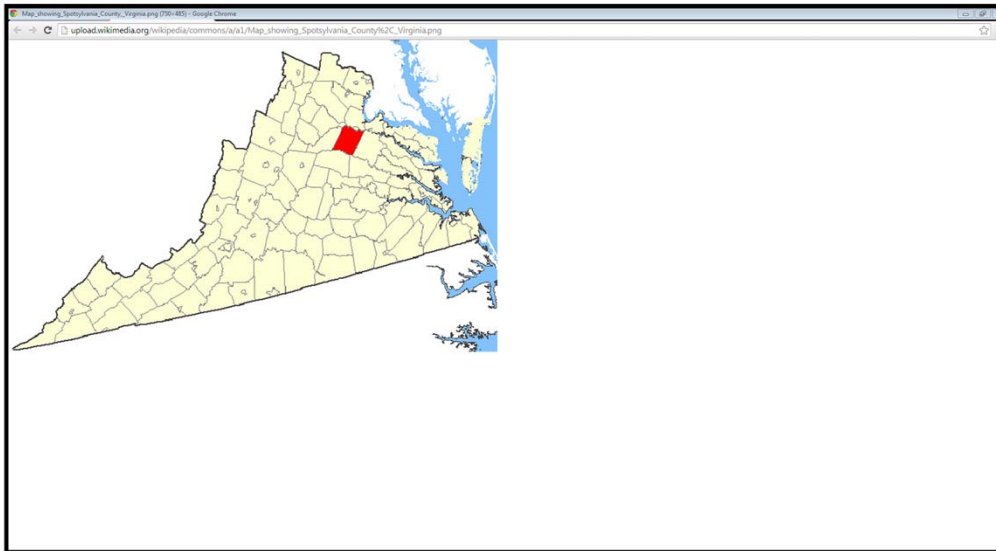 Map_showing_Spotsylvania_County,_Virginia.png (750×485) - Google Chrome
upload.wikimedia.org/wikipedia/commons/a/a1/Map_showing_Spotsylvania_County%2C_Virginia.png